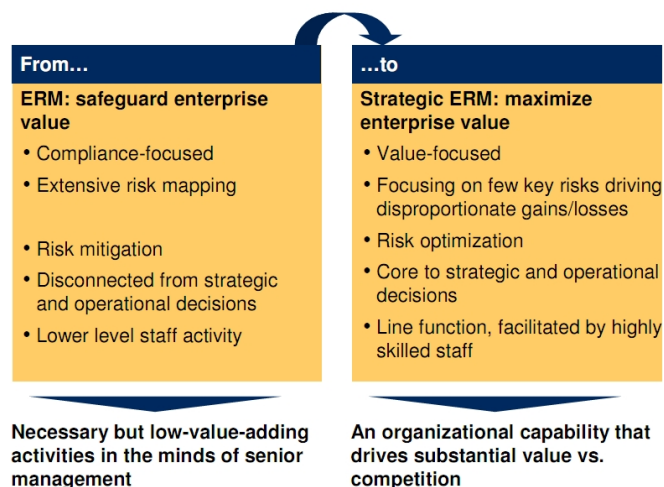 From...
ERM: safeguard enterprise
value
• Compliance-focused
• Extensive risk mapping
• Risk mitigation
• Disconnected from strategic
and operational decisions
• Lower level staff activity
Necessary but low-value-adding
activities in the minds of senior
management
...to
Strategic ERM: maximize
enterprise value
• Value-focused
• Focusing on few key risks driving
disproportionate gains/losses
• Risk optimization
• Core to strategic and operational
decisions
• Line function, facilitated by highly
skilled staff
An organizational capability that
drives substantial value vs.
competition